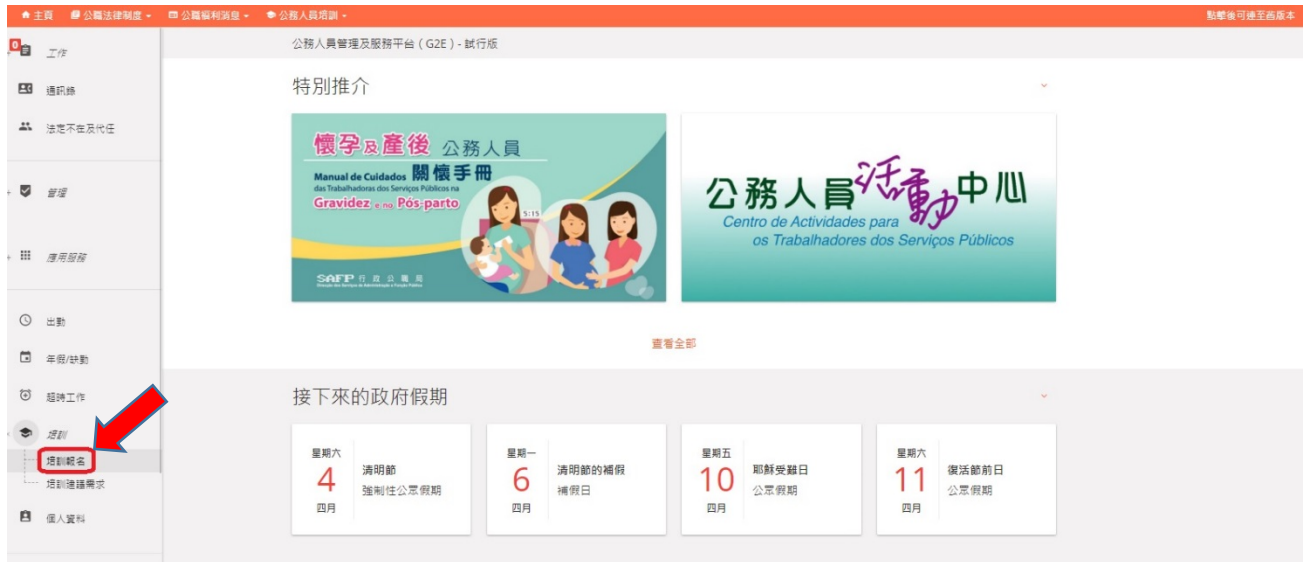 主頁 公職法律制度 公職福利消息 公務人員培訓 點擊後可連至舊版本
公務人員管理及服務平台（G2E）- 試行版
0
工作
通訊錄
法定不在及代任
管理
應用服務
出勤
年假/缺勤
超時工作
培訓
培訓報名
培訓建議需求
個人資料
特別推介
懷孕及產後 公務人員
Manual de Cuidados 關懷手冊
das Trabalhadoras dos Serviços Públicos na
Gravidez e no Pós-parto
5:15
SAFP 行政公職局
Direcção dos Serviços de Administração e Função Pública
公務人員活動中心
Centro de Actividades para
os Trabalhadores dos Serviços Públicos
查看全部
接下來的政府假期
星期六
4
四月
清明節
強制性公眾假期
星期一
6
四月
清明節的補假
補假日
星期五
10
四月
耶穌受難日
公眾假期
星期六
11
四月
復活節前日
公眾假期